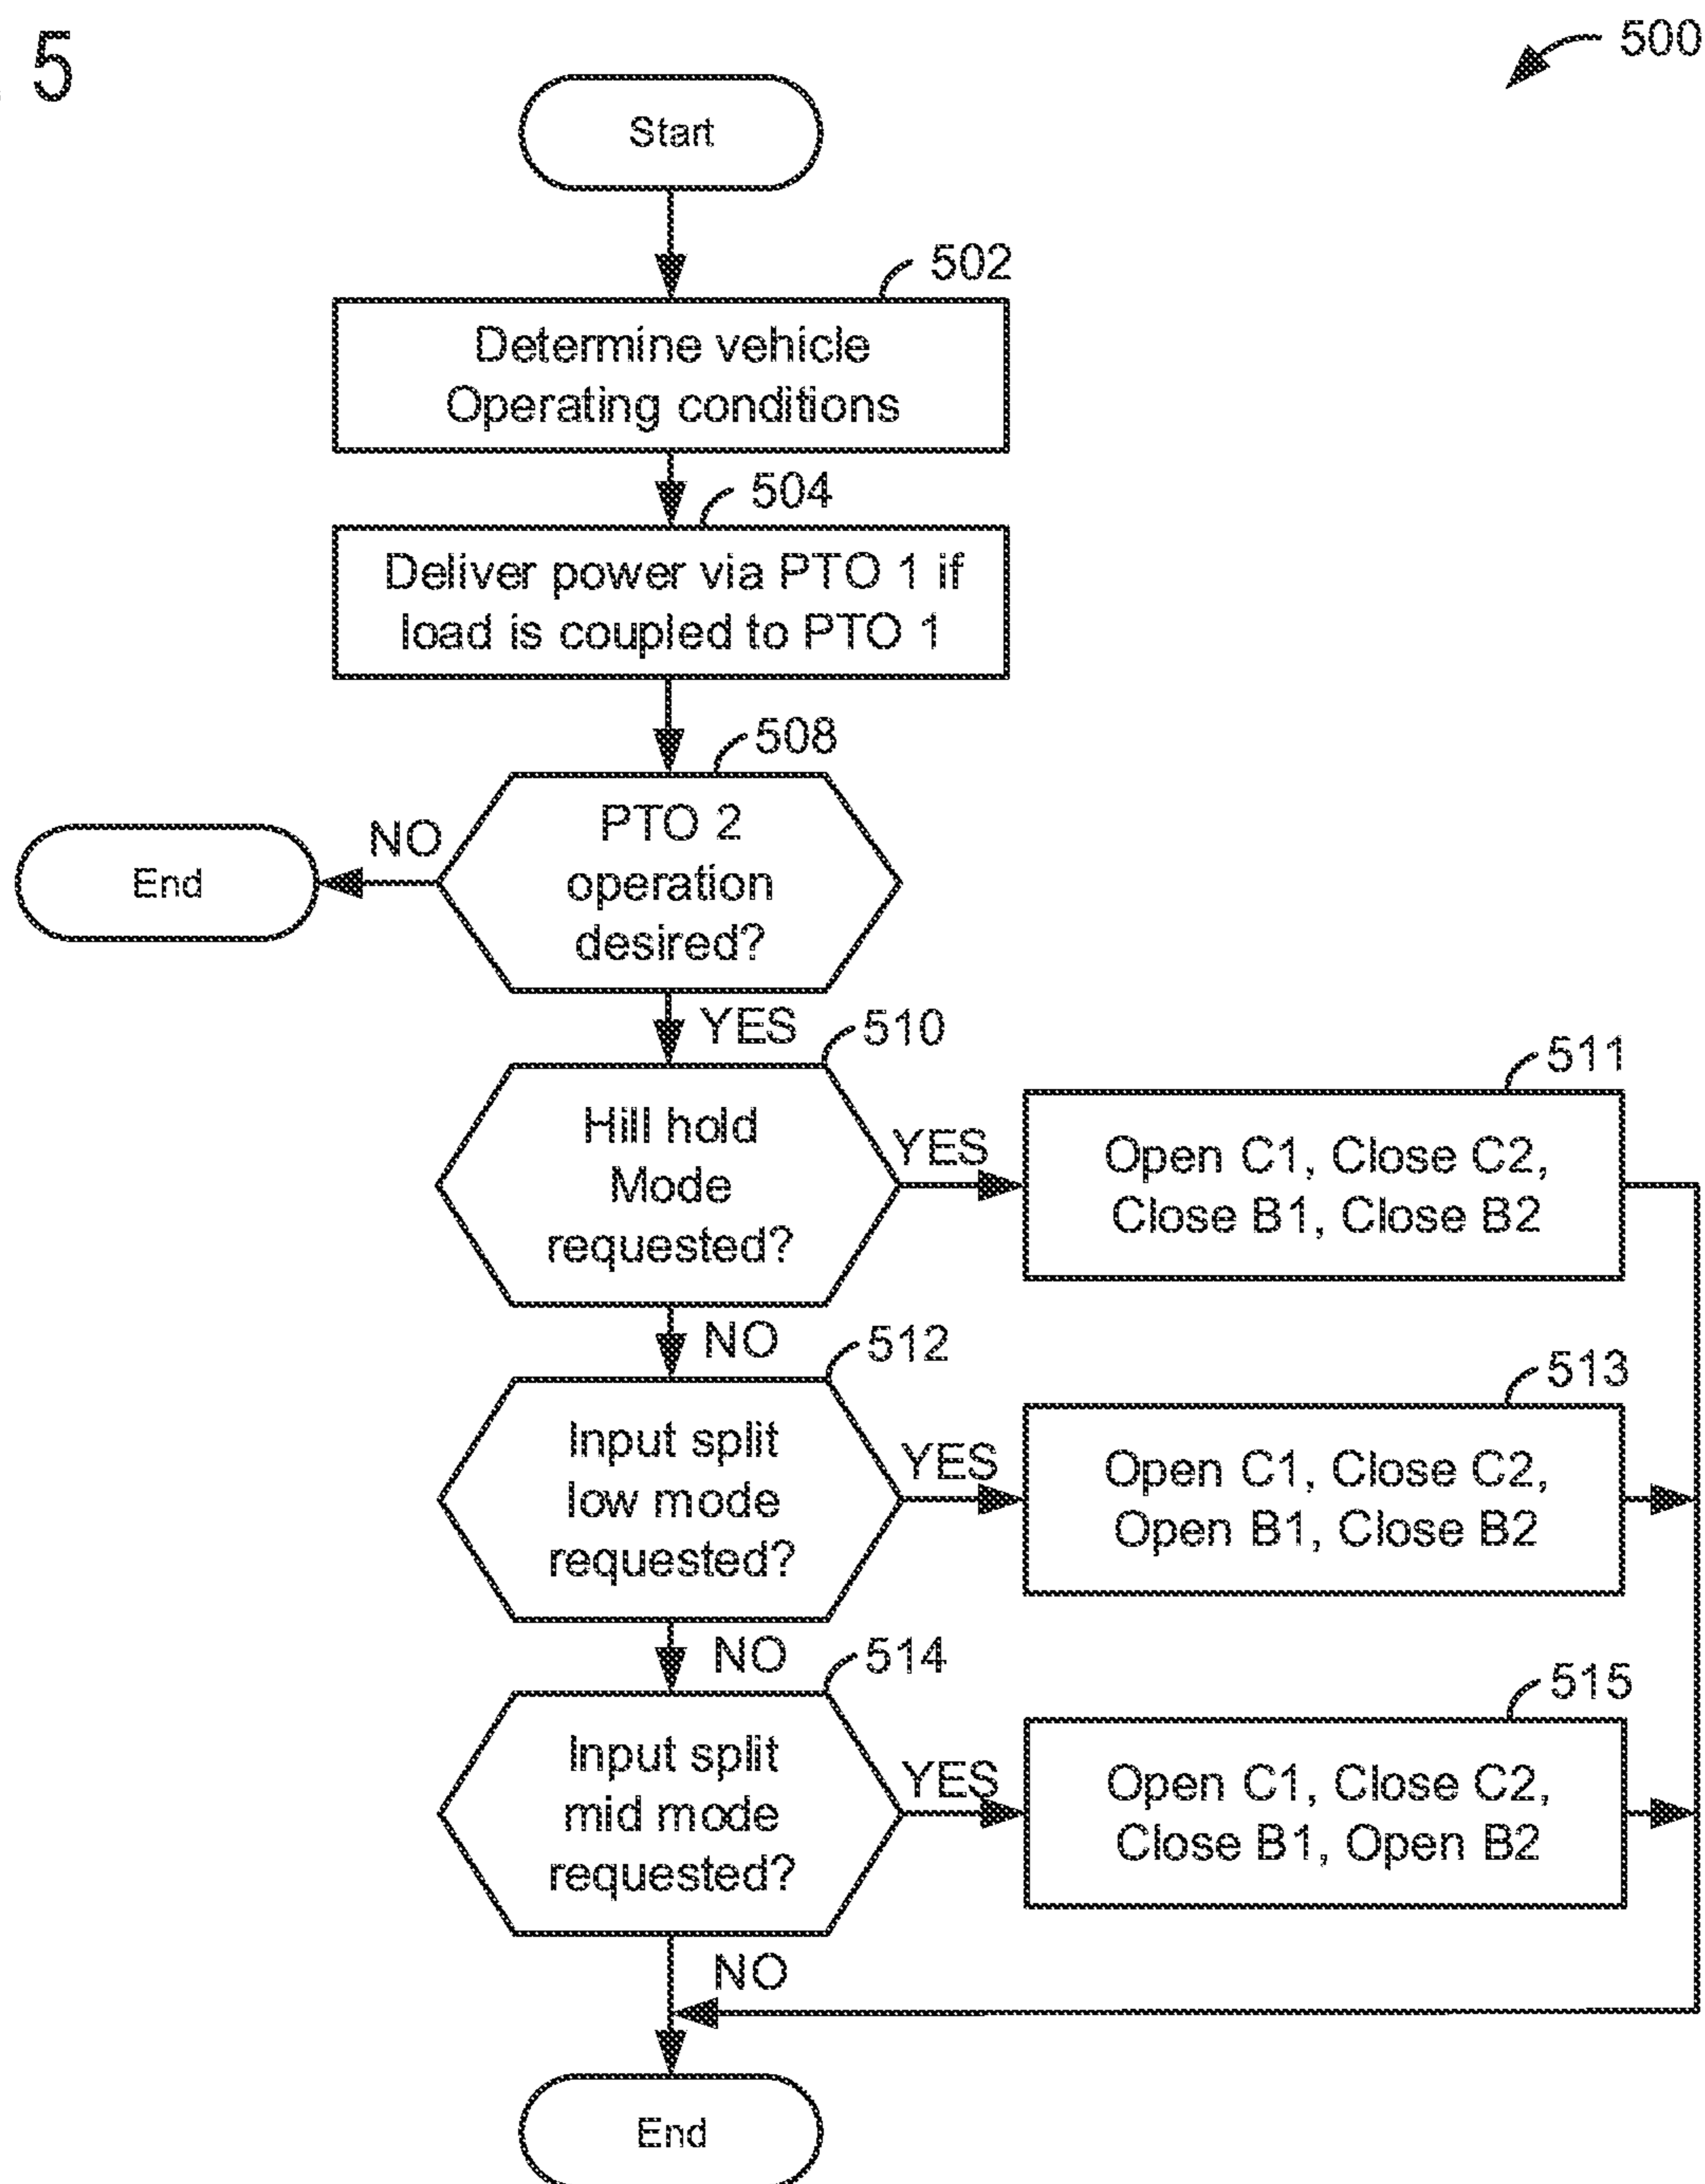 5
500
Start
502
Determine vehicle
Operating conditions
504
Deliver power via PTO 1 if
load is coupled to PTO 1
508
PTO 2
operation
desired?
NO
End
YES
510
Hill hold
Mode
requested?
YES
511
Open C1, Close C2,
Close B1, Close B2
NO
512
Input split
low mode
requested?
YES
513
Open C1, Close C2,
Open B1, Close B2
NO
514
Input split
mid mode
requested?
YES
515
Open C1, Close C2,
Close B1, Open B2
NO
End